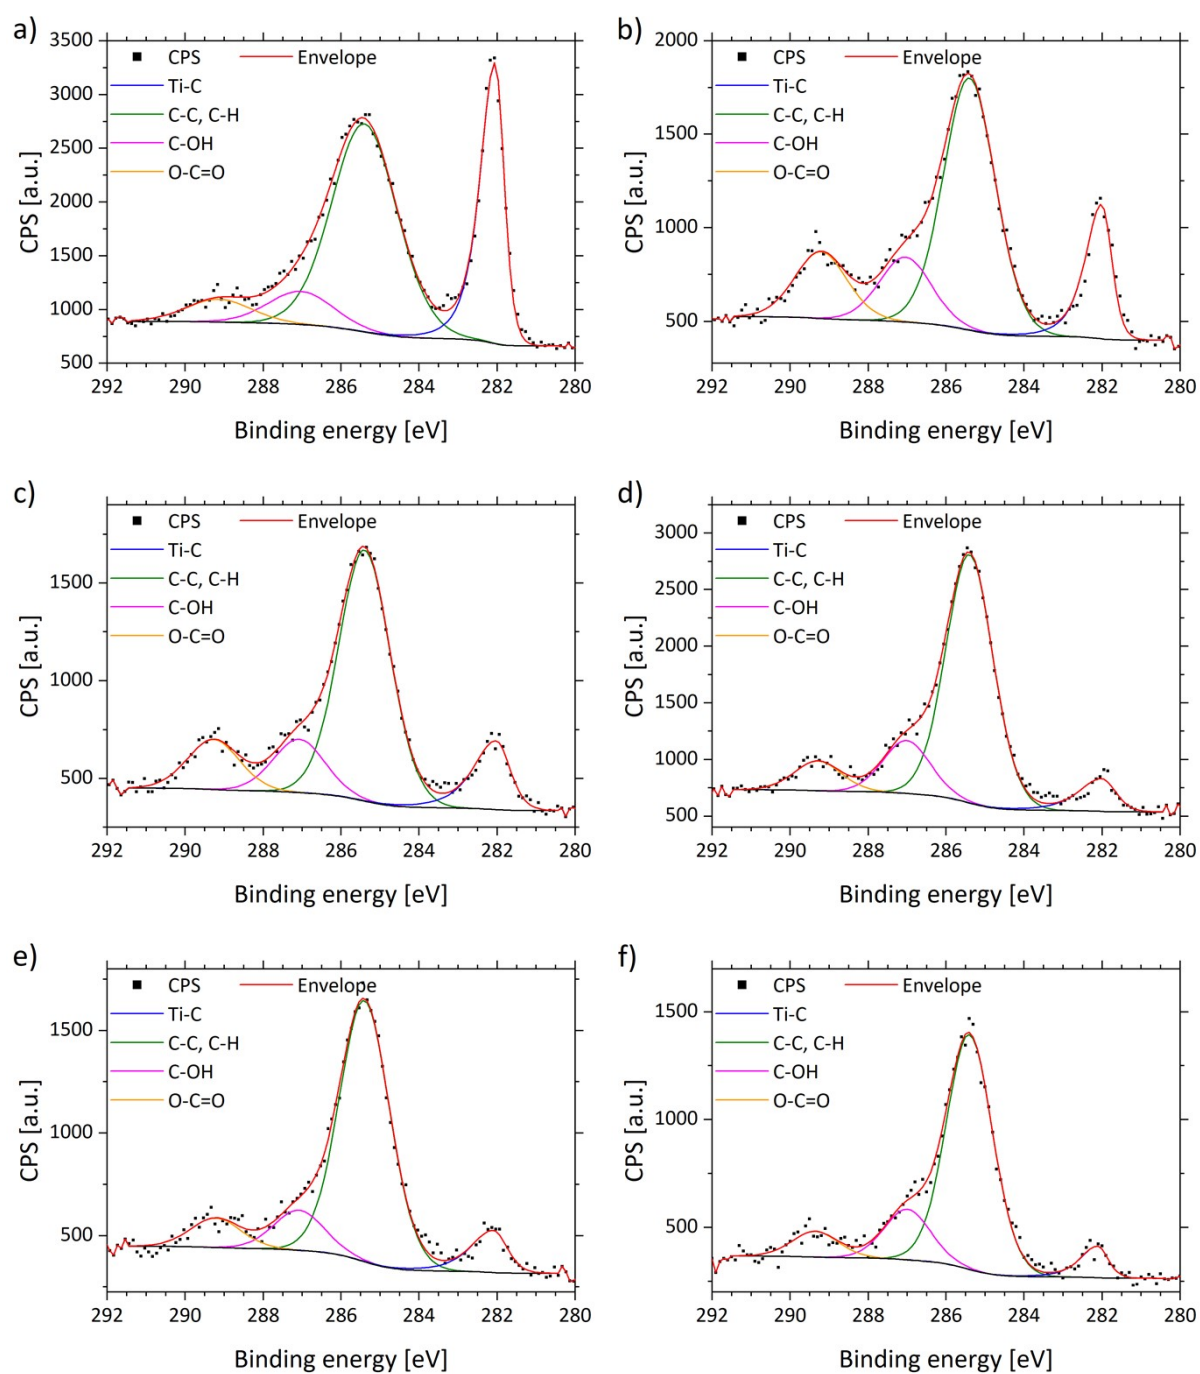 a)
3500
3000
2500
2000
1500
1000
500
CPS [a.u.]
CPS Envelope
Ti-C
C-C, C-H
C-OH
O-C=O
292 290 288 286 284 282 280
Binding energy [eV]
b)
2000
1500
1000
500
CPS [a.u.]
CPS Envelope
Ti-C
C-C, C-H
C-OH
O-C=O
292 290 288 286 284 282 280
Binding energy [eV]
c)
1500
1000
500
CPS [a.u.]
CPS Envelope
Ti-C
C-C, C-H
C-OH
O-C=O
292 290 288 286 284 282 280
Binding energy [eV]
d)
3000
2500
2000
1500
1000
500
CPS [a.u.]
CPS Envelope
Ti-C
C-C, C-H
C-OH
O-C=O
292 290 288 286 284 282 280
Binding energy [eV]
e)
1500
1000
500
CPS [a.u.]
CPS Envelope
Ti-C
C-C, C-H
C-OH
O-C=O
292 290 288 286 284 282 280
Binding energy [eV]
f)
1500
1000
500
CPS [a.u.]
CPS Envelope
Ti-C
C-C, C-H
C-OH
O-C=O
292 290 288 286 284 282 280
Binding energy [eV]